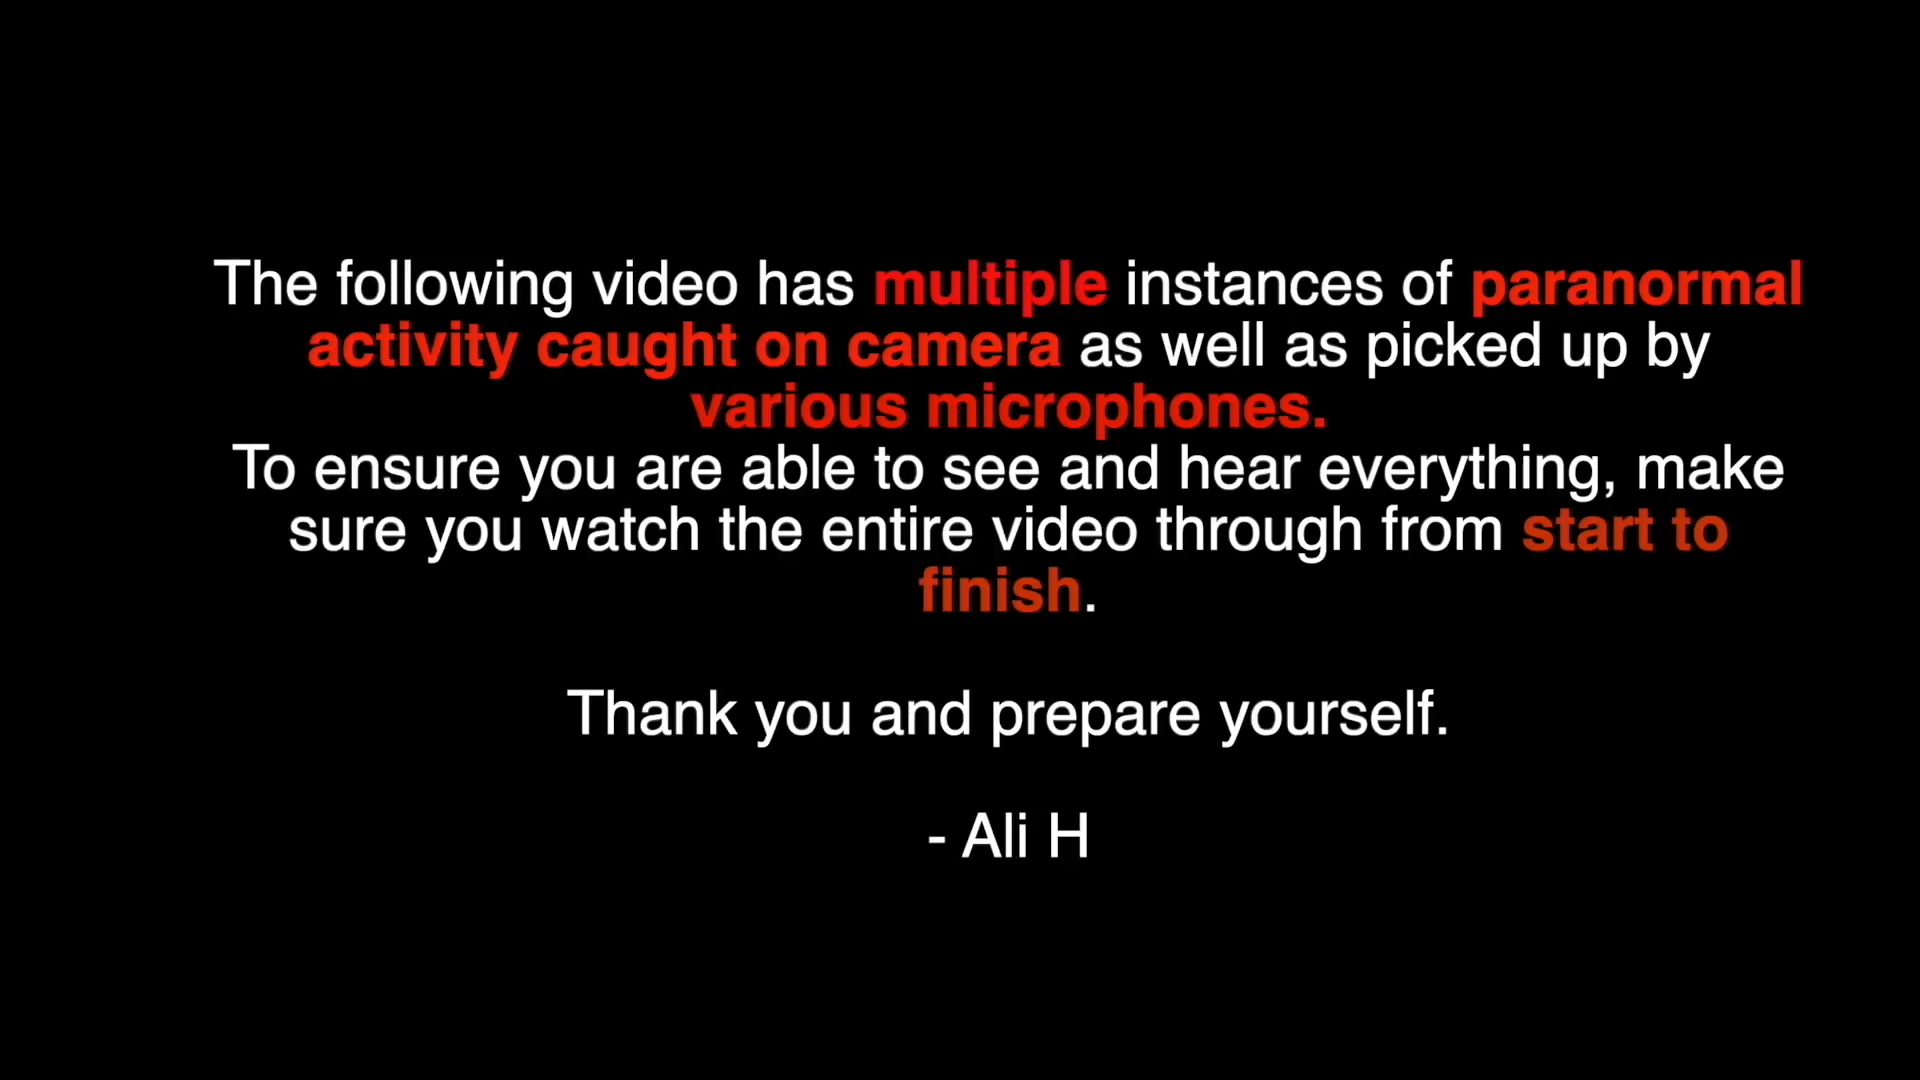 The following video has multiple instances of paranormal
activity caught on camera as well as picked up by
various microphones.
To ensure you are able to see and hear everything, make
sure you watch the entire video through from start to
finish.
Thank you and prepare yourself.
- Ali H